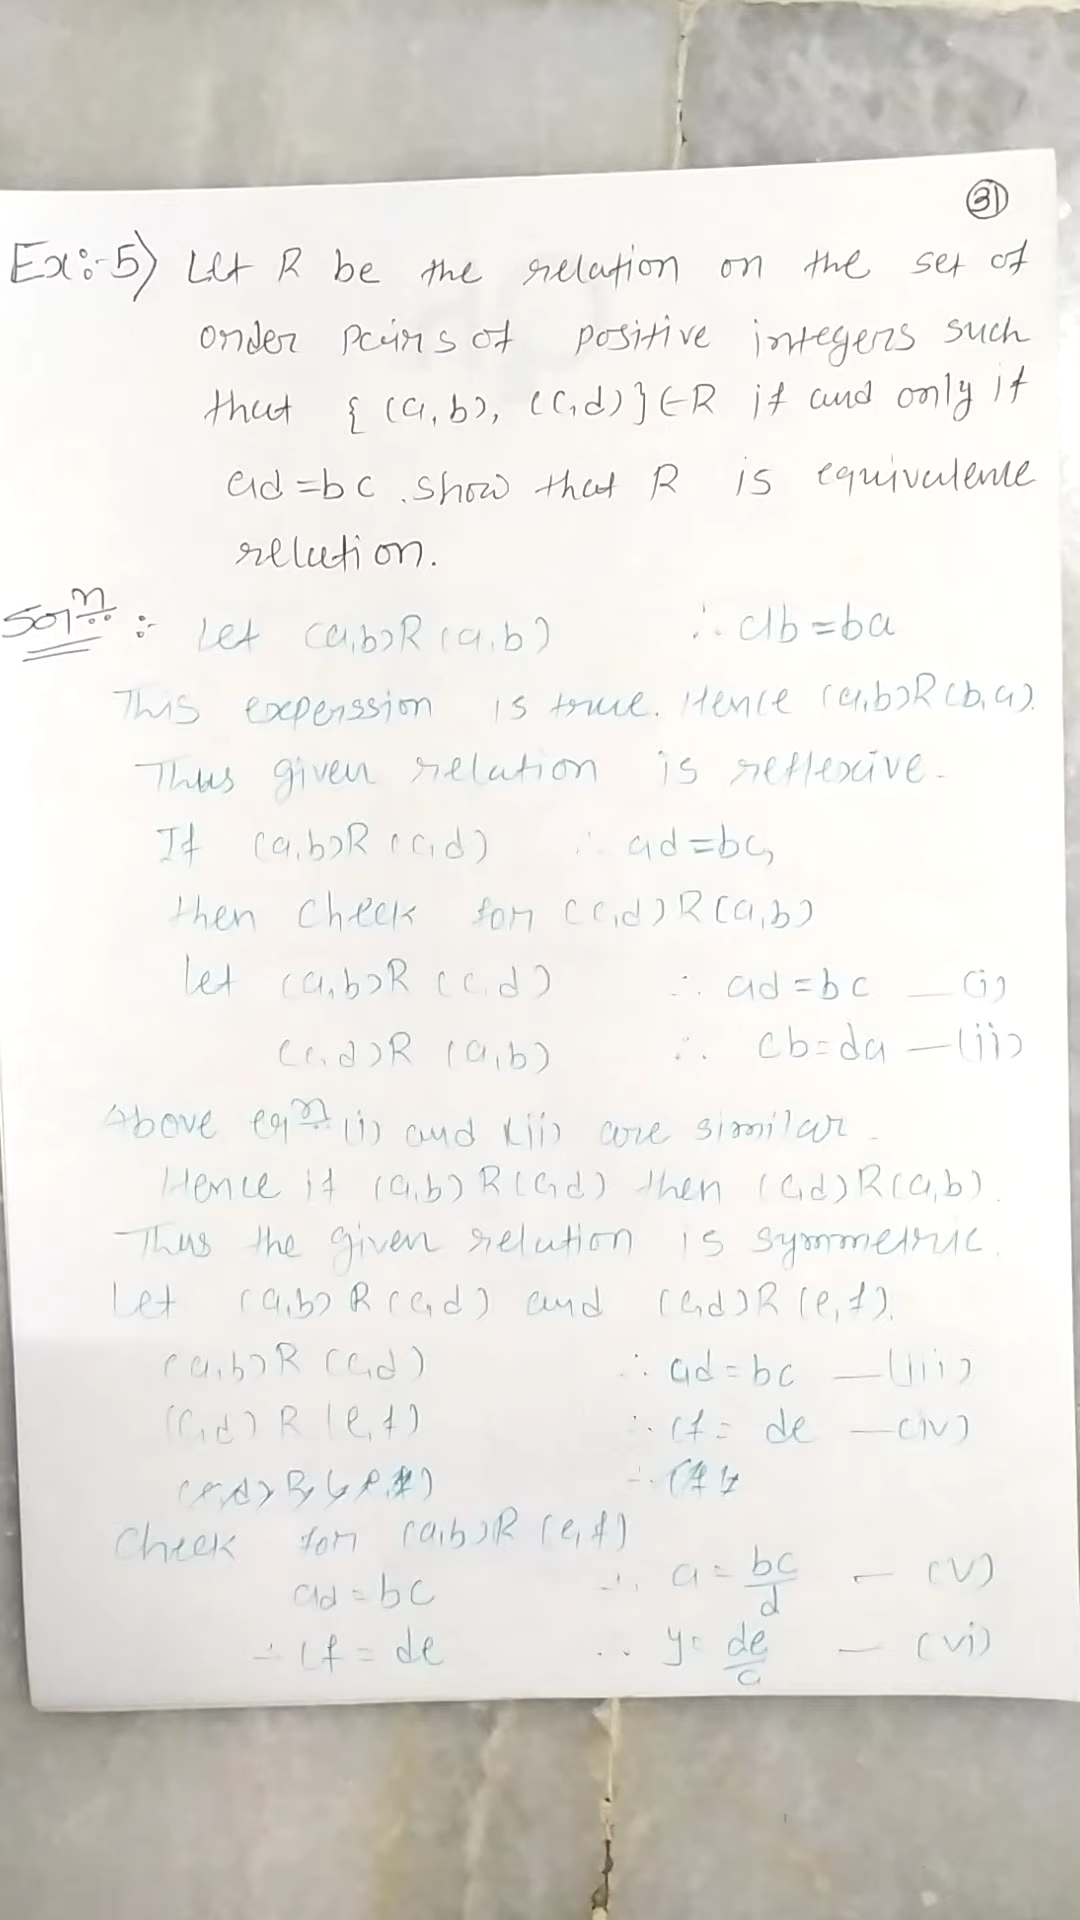 31
Ex:-5) Let R be the relation on the set of
order pairs of positive integers such
that { (a,b), (c,d)}∈R if and only if
ad=bc .show that R is equivalence
relation.
Solⁿ :- Let (a,b)R(a,b) ∴ ab=ba
This experssion is true. Hence (a,b)R(b,a).
Thus given relation is reflexive.
If (a,b)R(c,d) ∴ ad=bc,
then check for (c,d)R(a,b)
let (a,b)R(c,d) ∴ ad=bc —(i)
(c,d)R(a,b) ∴ cb=da —(ii)
Above eqⁿ (i) and (ii) are similar.
Hence if (a,b)R(c,d) then (c,d)R(a,b).
Thus the given relation is symmetric.
Let (a,b)R(c,d) and (c,d)R(e,f).
(a,b)R(c,d) ∴ ad=bc —(iii)
(c,d)R(e,f) ∴ cf=de —(iv)
Check for (a,b)R(e,f)
ad=bc ∴ a=bc/d —(v)
∴ cf=de ∴ y=de/c —(vi)